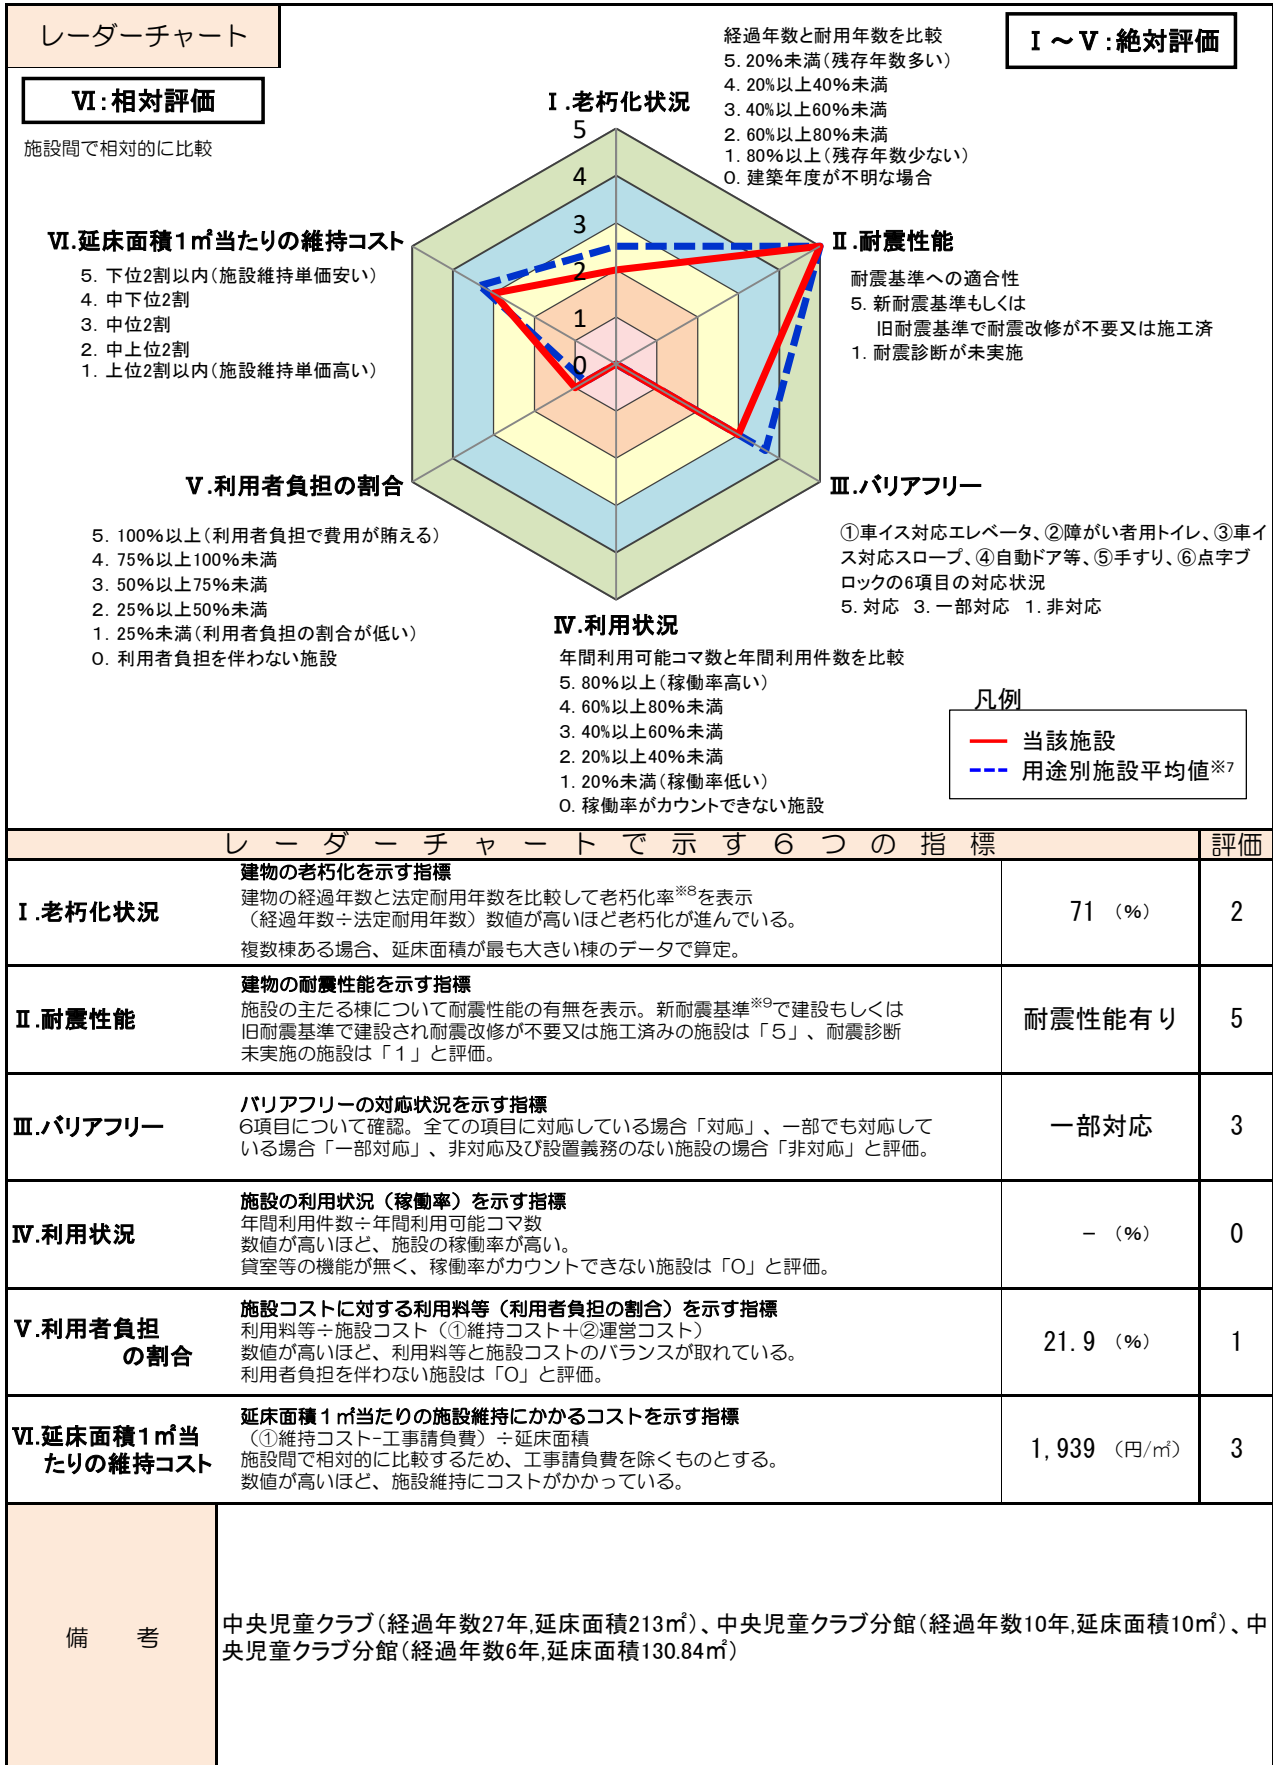 レーダーチャート
Ⅰ～Ⅴ:絶対評価
Ⅵ:相対評価
施設間で相対的に比較
Ⅰ.老朽化状況
経過年数と耐用年数を比較
5. 20%未満(残存年数多い)
4. 20%以上40%未満
3. 40%以上60%未満
2. 60%以上80%未満
1. 80%以上(残存年数少ない)
0. 建築年度が不明な場合
5
4
3
2
1
0
Ⅱ.耐震性能
耐震基準への適合性
5. 新耐震基準もしくは
旧耐震基準で耐震改修が不要又は施工済
1. 耐震診断が未実施
Ⅵ.延床面積1㎡当たりの維持コスト
5. 下位2割以内(施設維持単価安い)
4. 中下位2割
3. 中位2割
2. 中上位2割
1. 上位2割以内(施設維持単価高い)
Ⅴ.利用者負担の割合
5. 100%以上(利用者負担で費用が賄える)
4. 75%以上100%未満
3. 50%以上75%未満
2. 25%以上50%未満
1. 25%未満(利用者負担の割合が低い)
0. 利用者負担を伴わない施設
Ⅲ.バリアフリー
①車イス対応エレベータ、②障がい者用トイレ、③車イ
ス対応スロープ、④自動ドア等、⑤手すり、⑥点字ブ
ロックの6項目の対応状況
5. 対応 3. 一部対応 1. 非対応
Ⅳ.利用状況
年間利用可能コマ数と年間利用件数を比較
5. 80%以上(稼働率高い)
4. 60%以上80%未満
3. 40%以上60%未満
2. 20%以上40%未満
1. 20%未満(稼働率低い)
0. 稼働率がカウントできない施設
凡例
当該施設
用途別施設平均値※7
レーダーチャートで示す6つの指標 評価
Ⅰ.老朽化状況
建物の老朽化を示す指標
建物の経過年数と法定耐用年数を比較して老朽化率※8を表示
（経過年数÷法定耐用年数）数値が高いほど老朽化が進んでいる。
複数棟ある場合、延床面積が最も大きい棟のデータで算定。
71 (%) 2
Ⅱ.耐震性能
建物の耐震性能を示す指標
施設の主たる棟について耐震性能の有無を表示。新耐震基準※9で建設もしくは
旧耐震基準で建設され耐震改修が不要又は施工済みの施設は「5」、耐震診断
未実施の施設は「1」と評価。
耐震性能有り 5
Ⅲ.バリアフリー
バリアフリーの対応状況を示す指標
6項目について確認。全ての項目に対応している場合「対応」、一部でも対応して
いる場合「一部対応」、非対応及び設置義務のない施設の場合「非対応」と評価。
一部対応 3
Ⅳ.利用状況
施設の利用状況（稼働率）を示す指標
年間利用件数÷年間利用可能コマ数
数値が高いほど、施設の稼働率が高い。
貸室等の機能が無く、稼働率がカウントできない施設は「0」と評価。
− (%) 0
Ⅴ.利用者負担
の割合
施設コストに対する利用料等（利用者負担の割合）を示す指標
利用料等÷施設コスト（①維持コスト+②運営コスト）
数値が高いほど、利用料等と施設コストのバランスが取れている。
利用者負担を伴わない施設は「0」と評価。
21.9 (%) 1
Ⅵ.延床面積1㎡当
たりの維持コスト
延床面積1㎡当たりの施設維持にかかるコストを示す指標
（①維持コスト-工事請負費）÷延床面積
施設間で相対的に比較するため、工事請負費を除くものとする。
数値が高いほど、施設維持にコストがかかっている。
1,939 (円/㎡) 3
備 考
中央児童クラブ(経過年数27年,延床面積213㎡)、中央児童クラブ分館(経過年数10年,延床面積10㎡)、中
央児童クラブ分館(経過年数6年,延床面積130.84㎡)